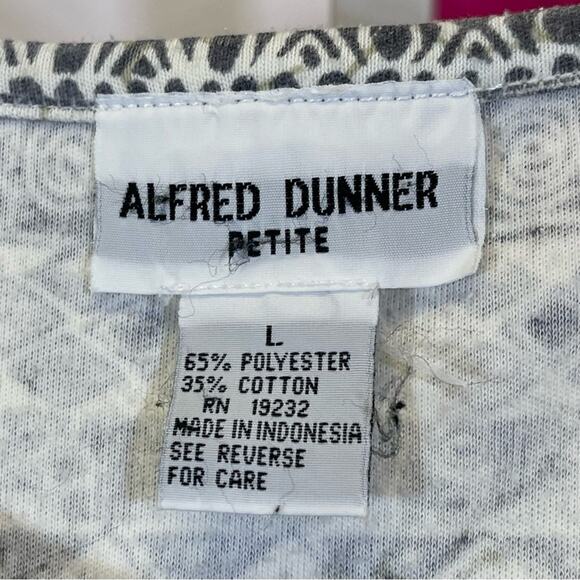 ALFRED DUNNER
PETITE
L
65% POLYESTER
35% COTTON
RN 19232
MADE IN INDONESIA
SEE REVERSE
FOR CARE